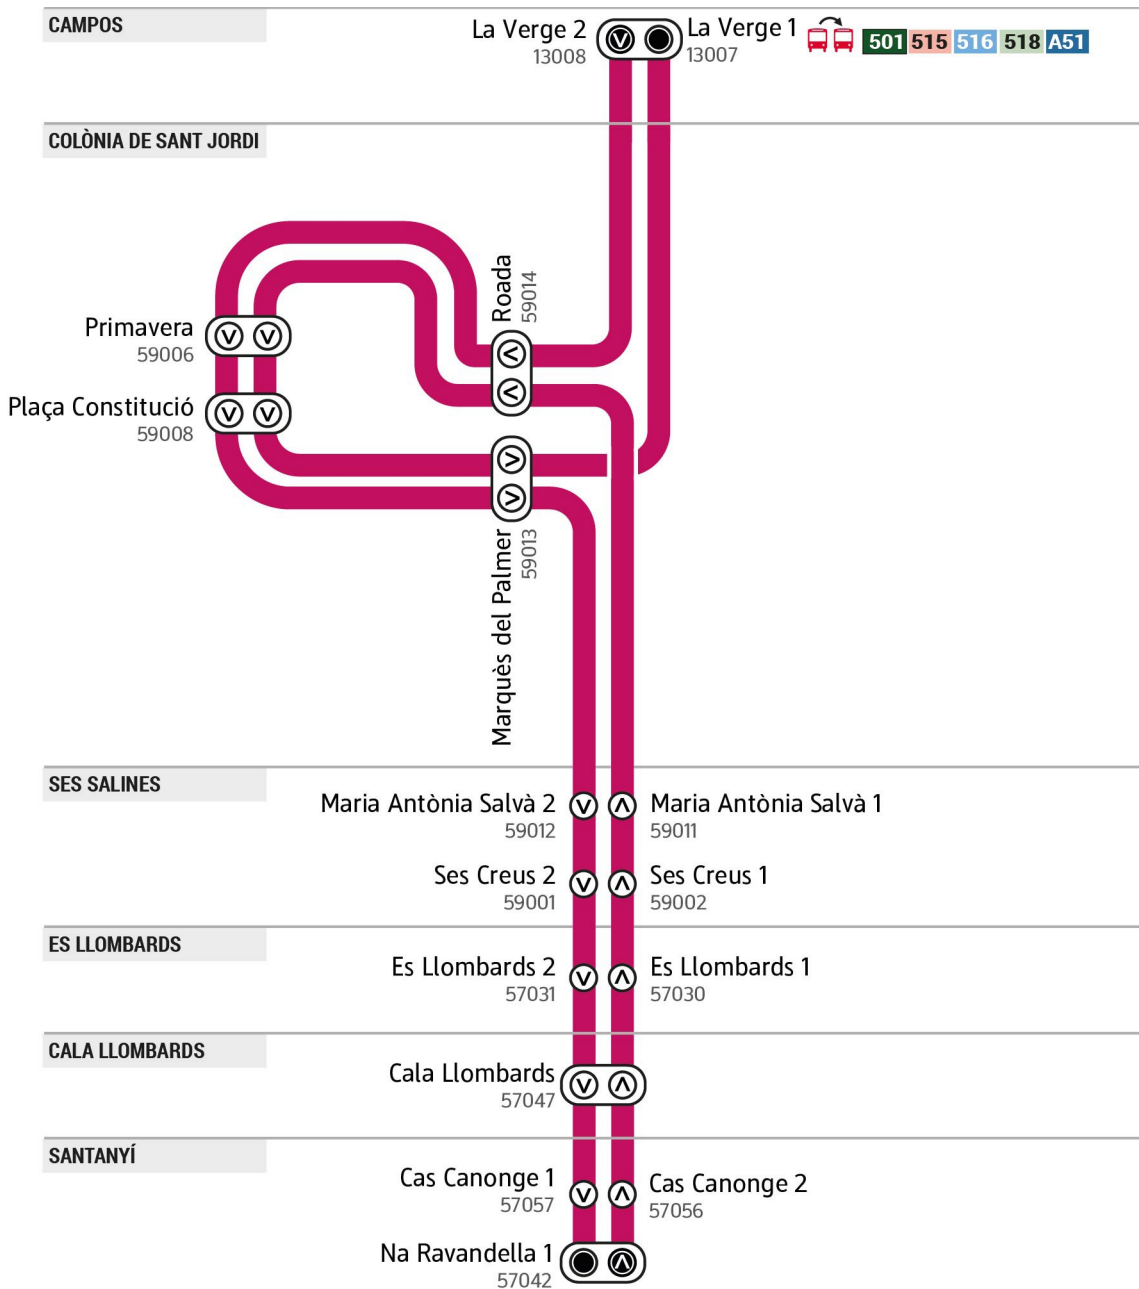 CAMPOS
La Verge 2
13008
La Verge 1
13007
501 515 516 518 A51
COLÒNIA DE SANT JORDI
Roada
59014
Primavera
59006
Plaça Constitució
59008
Marquès del Palmer
59013
SES SALINES
Maria Antònia Salvà 2
59012
Maria Antònia Salvà 1
59011
Ses Creus 2
59001
Ses Creus 1
59002
ES LLOMBARDS
Es Llombards 2
57031
Es Llombards 1
57030
CALA LLOMBARDS
Cala Llombards
57047
SANTANYÍ
Cas Canonge 1
57057
Cas Canonge 2
57056
Na Ravandella 1
57042